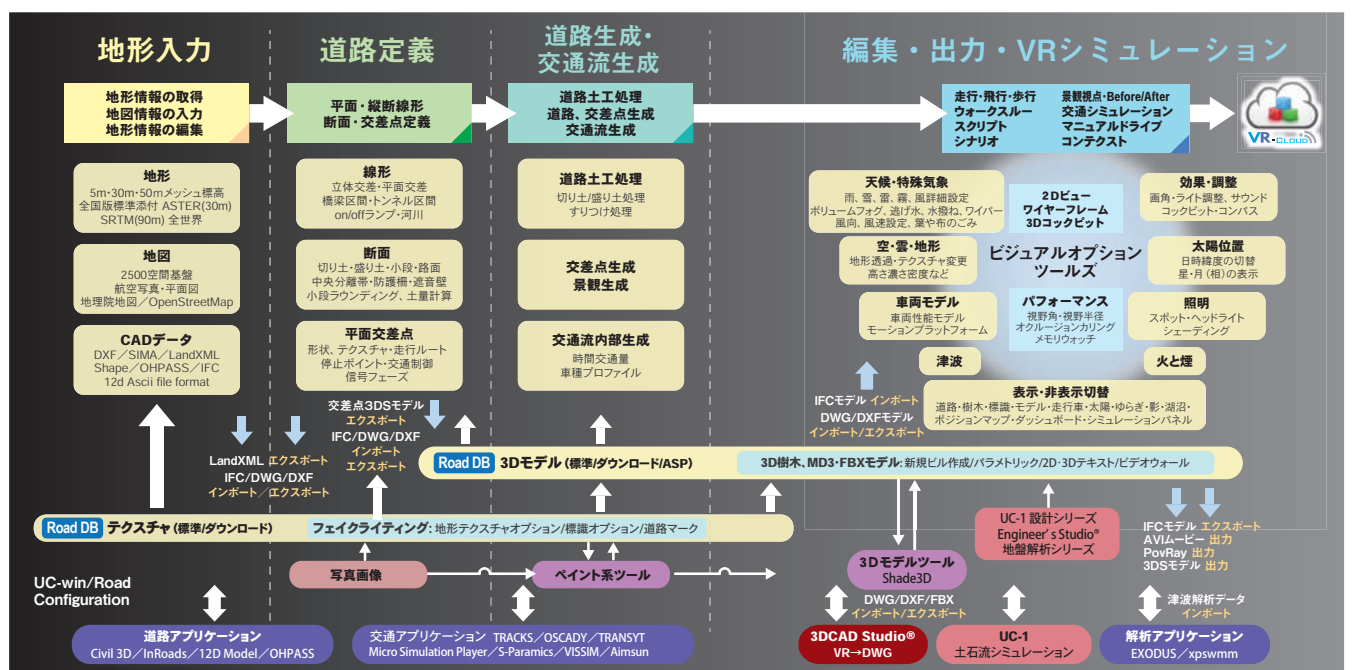 地形入力
道路定義
道路生成・
交通流生成
編集・出力・VRシミュレーション
地形情報の取得
地図情報の入力
地形情報の編集
平面・縦断線形
断面・交差点定義
道路土工処理
道路、交差点生成
交通流生成
走行・飛行・歩行
ウォークスルー
スクリプト
シナリオ
景観視点・Before/After
交通シミュレーション
マニュアルドライブ
コンテクスト
VR-CLOUD
地形
5m・30m・50mメッシュ標高
全国版標準添付 ASTER(30m)
SRTM(90m) 全世界
地図
2500空間基盤
航空写真・平面図
地理院地図／OpenStreetMap
CADデータ
DXF／SIMA／LandXML
Shape／OHPASS／IFC
12d Ascii file format
線形
立体交差・平面交差
橋梁区間・トンネル区間
on/offランプ・河川
断面
切り土・盛り土・小段・路面
中央分離帯・防護柵・遮音壁
小段ラウンディング、土量計算
平面交差点
形状、テクスチャ・走行ルート
停止ポイント・交通制御
信号フェーズ
道路土工処理
切り土/盛り土処理
すりつけ処理
交差点生成
景観生成
交通流内部生成
時間交通量
車種プロファイル
天候・特殊気象
雨、雪、雷、霧、風詳細設定
ボリュームフォグ、逃げ水、水撥ね、ワイパー
風向、風速設定、葉や布のごみ
空・雲・地形
地形透過・テクスチャ変更
高さ濃さ密度など
車両モデル
車両性能モデル
モーションプラットフォーム
津波
2Dビュー
ワイヤーフレーム
3Dコックピット
ビジュアルオプション
ツールズ
パフォーマンス
視野角・視野半径
オクルージョンカリング
メモリウォッチ
効果・調整
画角・ライト調整、サウンド
コックピット・コンパス
太陽位置
日時緯度の切替
星・月(相)の表示
照明
スポット・ヘッドライト
シェーディング
火と煙
表示・非表示切替
道路・樹木・標識・モデル・走行車・太陽・ゆらぎ・影・湖沼・
ポジションマップ・ダッシュボード・シミュレーションパネル
LandXML エクスポート
IFC/DWG/DXF
インポート／エクスポート
交差点3DSモデル
エクスポート
IFC/DWG/DXF
インポート
エクスポート
IFCモデル インポート
DWG/DXFモデル
インポート/エクスポート
Road DB 3Dモデル (標準/ダウンロード/ASP)
3D樹木、MD3・FBXモデル：新規ビル作成/パラメトリック/2D・3Dテキスト/ビデオウォール
Road DB テクスチャ (標準/ダウンロード)
フェイクライティング：地形テクスチャオプション/標識オプション/道路マーク
写真画像
ペイント系ツール
3Dモデルツール
Shade3D
UC-1 設計シリーズ
Engineer's Studio®
地盤解析シリーズ
IFCモデル エクスポート
AVIムービー 出力
PovRay 出力
3DSモデル 出力
UC-win/Road
Configuration
DWG/DXF/FBX
インポート/エクスポート
津波解析データ
インポート
道路アプリケーション
Civil 3D／InRoads／12D Model／OHPASS
交通アプリケーション TRACKS／OSCADY／TRANSYT
Micro Simulation Player／S-Paramics／VISSIM／Aimsun
3DCAD Studio®
VR→DWG
UC-1
土石流シミュレーション
解析アプリケーション
EXODUS／xpswmm